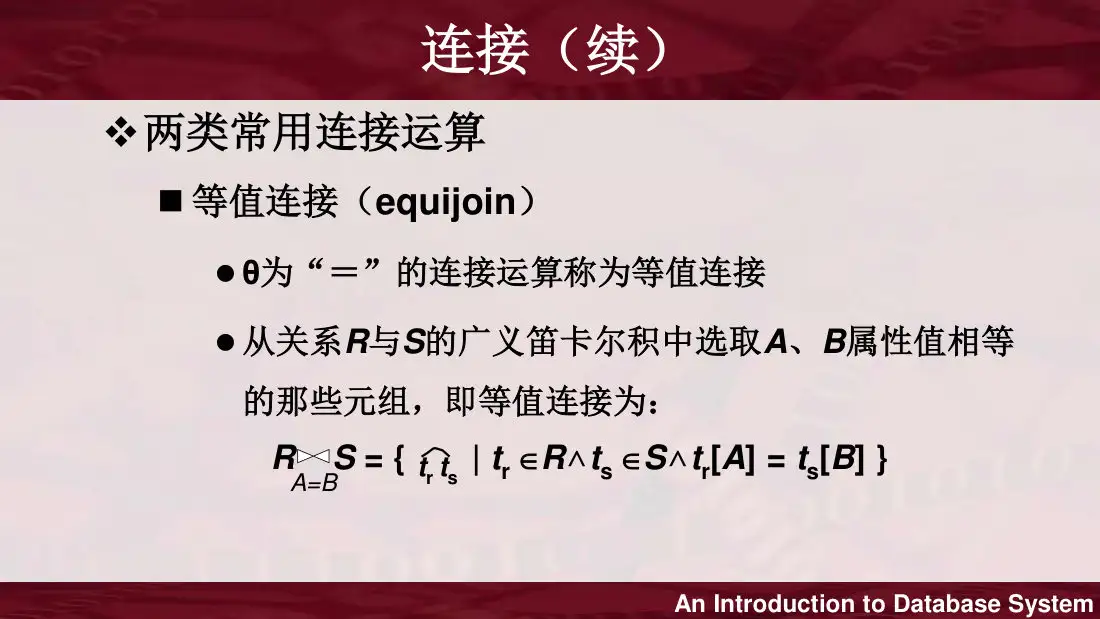 连接（续）
❖两类常用连接运算
■ 等值连接（equijoin）
● θ为“＝”的连接运算称为等值连接
● 从关系R与S的广义笛卡尔积中选取A、B属性值相等
的那些元组，即等值连接为：
R⋈S = { tr ts | tr ∈R∧ts ∈S∧tr[A] = ts[B] }
A=B
An Introduction to Database System